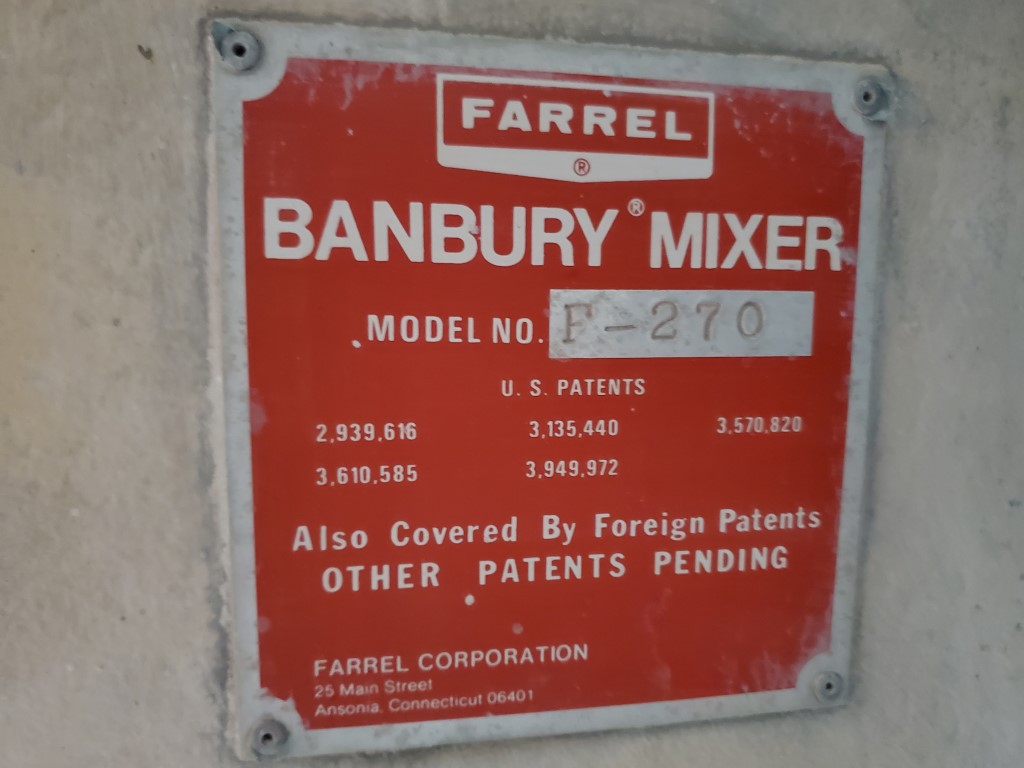 FARREL
®
BANBURY® MIXER
MODEL NO. F-270
U. S. PATENTS
2,939,616 3,135,440 3,570,820
3,610,585 3,949,972
Also Covered By Foreign Patents
OTHER PATENTS PENDING
FARREL CORPORATION
25 Main Street
Ansonia, Connecticut 06401